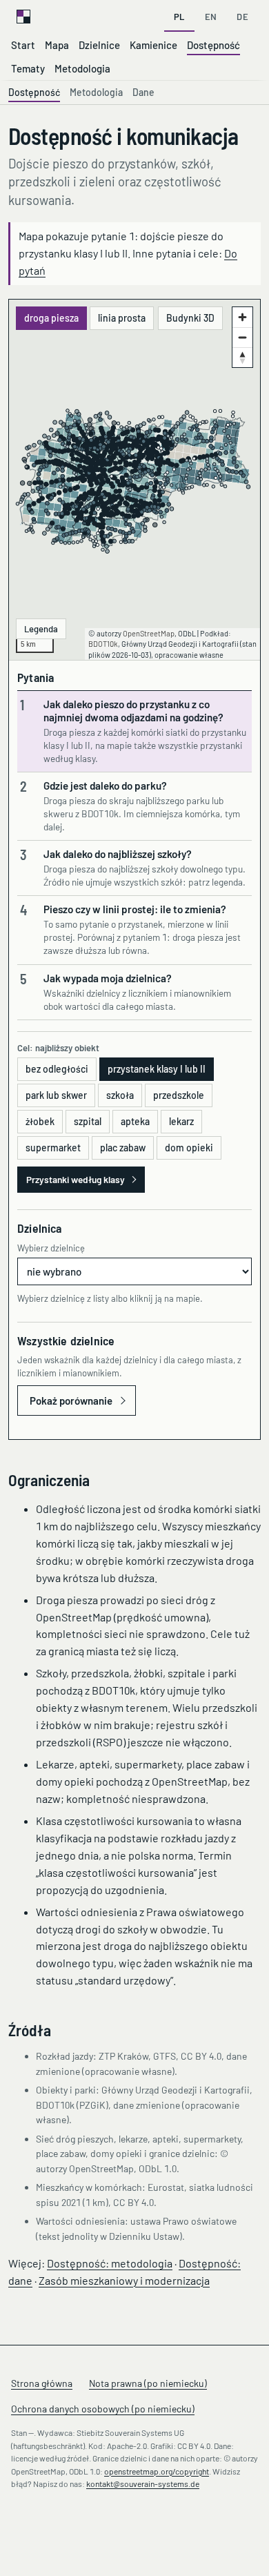 PL EN DE
Start Mapa Dzielnice Kamienice Dostępność
Tematy Metodologia
Dostępność Metodologia Dane
Dostępność i komunikacja
Dojście pieszo do przystanków, szkół,
przedszkoli i zieleni oraz częstotliwość
kursowania.
Mapa pokazuje pytanie 1: dojście piesze do
przystanku klasy I lub II. Inne pytania i cele: Do
pytań
droga piesza
linia prosta
Budynki 3D
Legenda
5 km
© autorzy OpenStreetMap, ODbL | Podkład:
BDOT10k, Główny Urząd Geodezji i Kartografii (stan
plików 2026-10-03), opracowanie własne
Pytania
1 Jak daleko pieszo do przystanku z co
najmniej dwoma odjazdami na godzinę?
Droga piesza z każdej komórki siatki do przystanku
klasy I lub II, na mapie także wszystkie przystanki
według klasy.
2 Gdzie jest daleko do parku?
Droga piesza do skraju najbliższego parku lub
skweru z BDOT10k. Im ciemniejsza komórka, tym
dalej.
3 Jak daleko do najbliższej szkoły?
Droga piesza do najbliższej szkoły dowolnego typu.
Źródło nie ujmuje wszystkich szkół: patrz legenda.
4 Pieszo czy w linii prostej: ile to zmienia?
To samo pytanie o przystanek, mierzone w linii
prostej. Porównaj z pytaniem 1: droga piesza jest
zawsze dłuższa lub równa.
5 Jak wypada moja dzielnica?
Wskaźniki dzielnicy z licznikiem i mianownikiem
obok wartości dla całego miasta.
Cel: najbliższy obiekt
bez odległości
przystanek klasy I lub II
park lub skwer
szkoła
przedszkole
żłobek
szpital
apteka
lekarz
supermarket
plac zabaw
dom opieki
Przystanki według klasy
Dzielnica
Wybierz dzielnicę
nie wybrano
Wybierz dzielnicę z listy albo kliknij ją na mapie.
Wszystkie dzielnice
Jeden wskaźnik dla każdej dzielnicy i dla całego miasta, z
licznikiem i mianownikiem.
Pokaż porównanie
Ograniczenia
Odległość liczona jest od środka komórki siatki
1 km do najbliższego celu. Wszyscy mieszkańcy
komórki liczą się tak, jakby mieszkali w jej
środku; w obrębie komórki rzeczywista droga
bywa krótsza lub dłuższa.
Droga piesza prowadzi po sieci dróg z
OpenStreetMap (prędkość umowna),
kompletności sieci nie sprawdzono. Cele tuż
za granicą miasta też się liczą.
Szkoły, przedszkola, żłobki, szpitale i parki
pochodzą z BDOT10k, który ujmuje tylko
obiekty z własnym terenem. Wielu przedszkoli
i żłobków w nim brakuje; rejestru szkół i
przedszkoli (RSPO) jeszcze nie włączono.
Lekarze, apteki, supermarkety, place zabaw i
domy opieki pochodzą z OpenStreetMap, bez
nazw; kompletność niesprawdzona.
Klasa częstotliwości kursowania to własna
klasyfikacja na podstawie rozkładu jazdy z
jednego dnia, a nie polska norma. Termin
„klasa częstotliwości kursowania" jest
propozycją do uzgodnienia.
Wartości odniesienia z Prawa oświatowego
dotyczą drogi do szkoły w obwodzie. Tu
mierzona jest droga do najbliższego obiektu
dowolnego typu, więc żaden wskaźnik nie ma
statusu „standard urzędowy".
Źródła
Rozkład jazdy: ZTP Kraków, GTFS, CC BY 4.0, dane
zmienione (opracowanie własne).
Obiekty i parki: Główny Urząd Geodezji i Kartografii,
BDOT10k (PZGiK), dane zmienione (opracowanie
własne).
Sieć dróg pieszych, lekarze, apteki, supermarkety,
place zabaw, domy opieki i granice dzielnic: ©
autorzy OpenStreetMap, ODbL 1.0.
Mieszkańcy w komórkach: Eurostat, siatka ludności
spisu 2021 (1 km), CC BY 4.0.
Wartości odniesienia: ustawa Prawo oświatowe
(tekst jednolity w Dzienniku Ustaw).
Więcej: Dostępność: metodologia · Dostępność:
dane · Zasób mieszkaniowy i modernizacja
Strona główna Nota prawna (po niemiecku)
Ochrona danych osobowych (po niemiecku)
Stan —. Wydawca: Stiebitz Souverain Systems UG
(haftungsbeschränkt). Kod: Apache-2.0. Grafiki: CC BY 4.0. Dane:
licencje według źródeł. Granice dzielnic i dane na nich oparte: © autorzy
OpenStreetMap, ODbL 1.0: openstreetmap.org/copyright. Widzisz
błąd? Napisz do nas: kontakt@souverain-systems.de